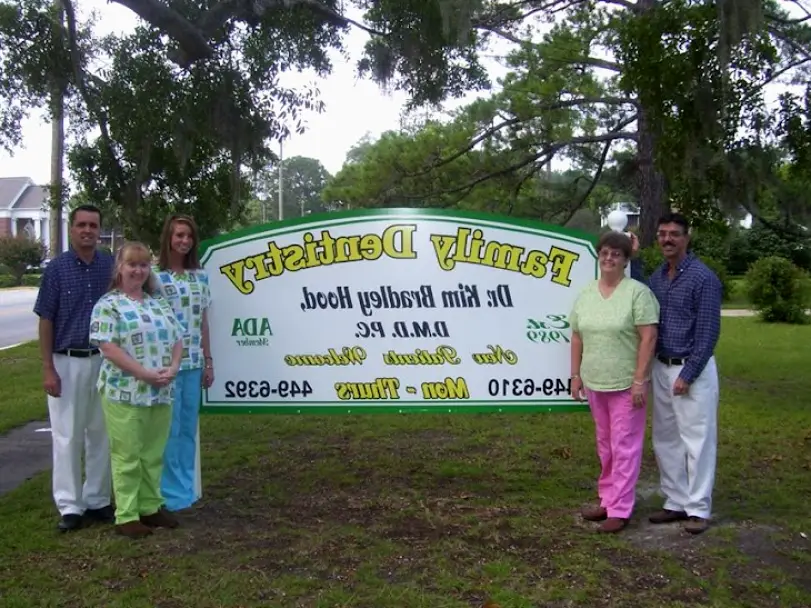 Family Dentistry
Dr. Kim Bradley Hood,
D.M.D. P.C.
Est.
1989
ADA
Member
New Patients Welcome
Mon - Thurs
449-6310
449-6392